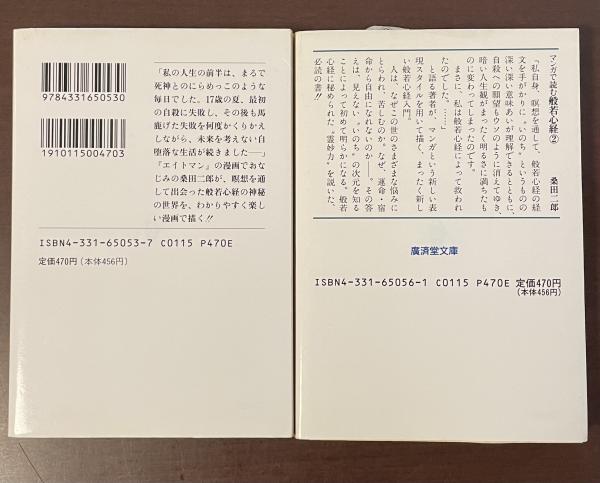 9784331650530
1910115004703
「私の人生の前半は、まるで
死神とのにらめっこのような
毎日でした。17歳の夏、最初
の自殺に失敗し、その後も馬
鹿げた失敗を何度かくりかえ
しながら、未来を考えない自
堕落な生活が続きました――」
『エイトマン』の漫画でおな
じみの桑田二郎が、瞑想を通
して出会った般若心経の神秘
の世界を、わかりやすく楽し
い漫画で描く!!
ISBN4-331-65053-7 C0115 P470E
定価470円(本体456円)
マンガで読む般若心経②
桑田二郎
「私自身、瞑想を通して、般若心経の経
文を手がかりに〝いのち〟というものの
深い深い意味あいが理解できるとともに、
自殺への願望もウソのように消えてゆき、
暗い人生観がまったく明るさに満ちたも
のに変わってしまったのです。
まさに、私は般若心経によって救われ
たのでした。……」
と語る著者が、マンガという新しい表
現スタイルを用いて描く、まったく新し
い般若心経入門。
人は、なぜこの世のさまざまな悩みに
とらわれ、苦しむのか。なぜ、運命・宿
命から自由になれないのか――。その答
えは、見えない〝いのち〟の次元を知る
ことによって初めて明らかになる。般若
心経に秘められた〝霊妙力〟を説いた、
必読の書!!
廣済堂文庫
ISBN4-331-65056-1 C0115 P470E 定価470円
(本体456円)